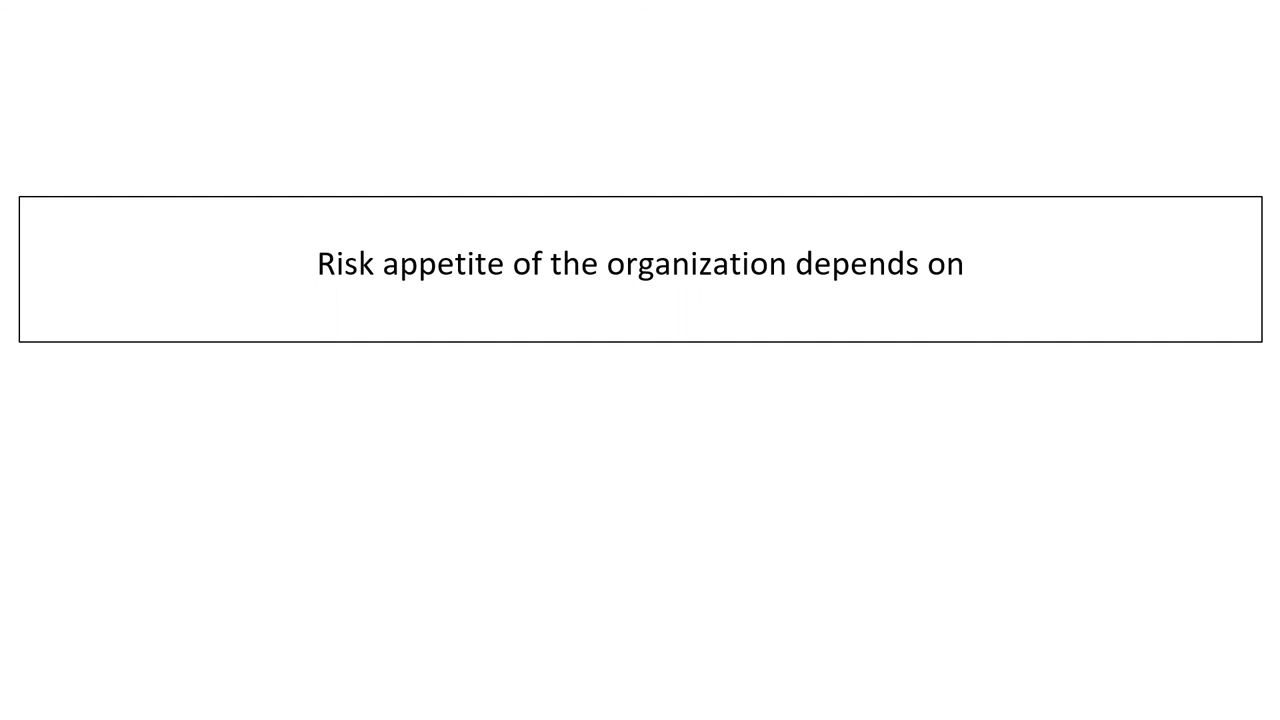 Risk appetite of the organization depends on